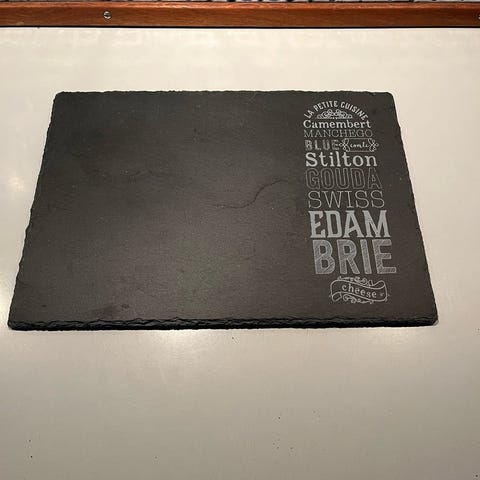 LA PETITE CUISINE
Camembert
MANCHEGO
BLUE comté
Stilton
GOUDA
SWISS
EDAM
BRIE
cheese